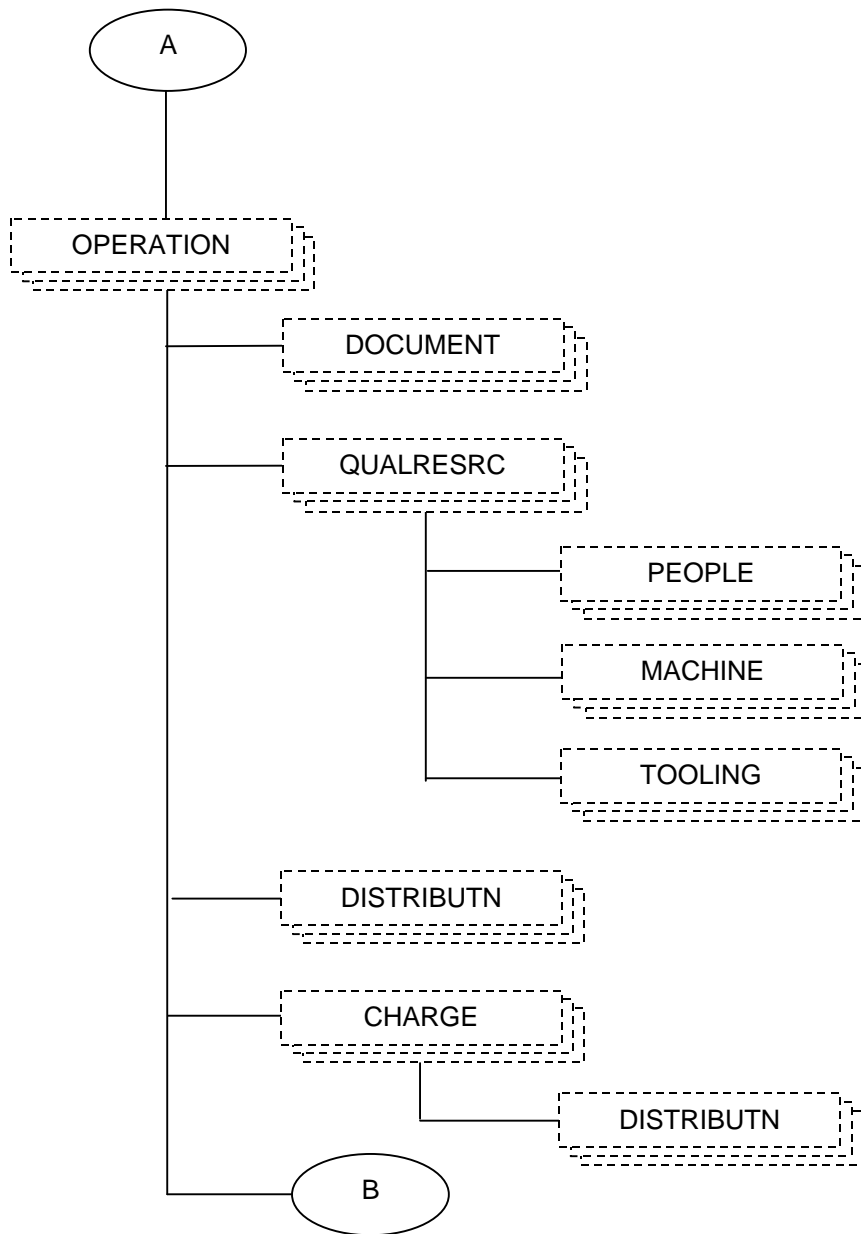 A
OPERATION
DOCUMENT
QUALRESRC
PEOPLE
MACHINE
TOOLING
DISTRIBUTN
CHARGE
DISTRIBUTN
B